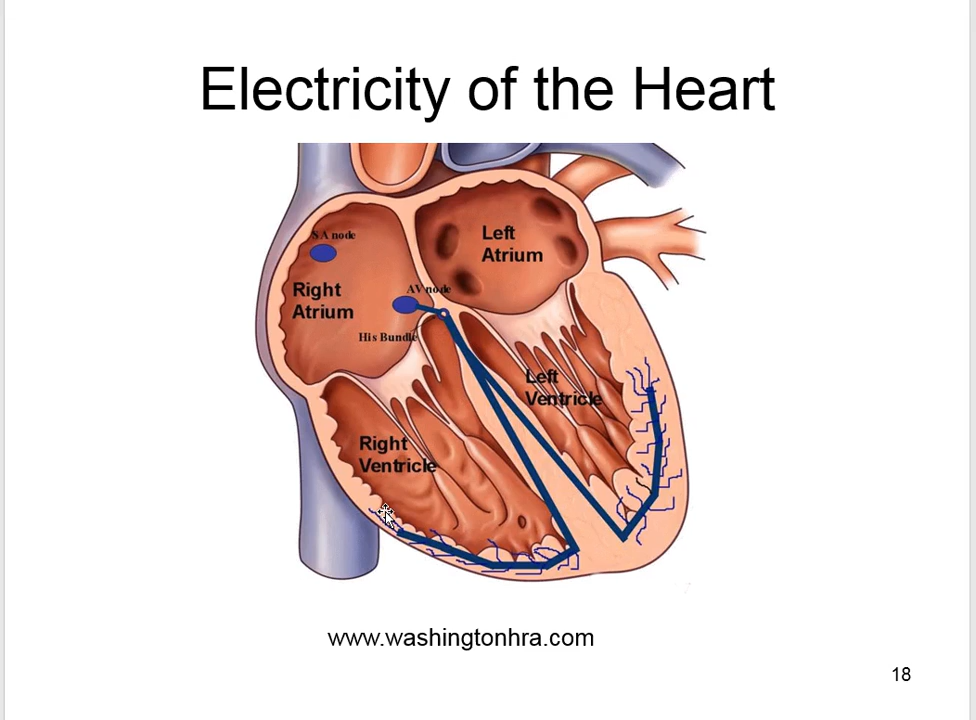 Electricity of the Heart
SA node
Left
Atrium
AV node
Right
Atrium
His Bundle
Left
Ventricle
Right
Ventricle
www.washingtonhra.com
18